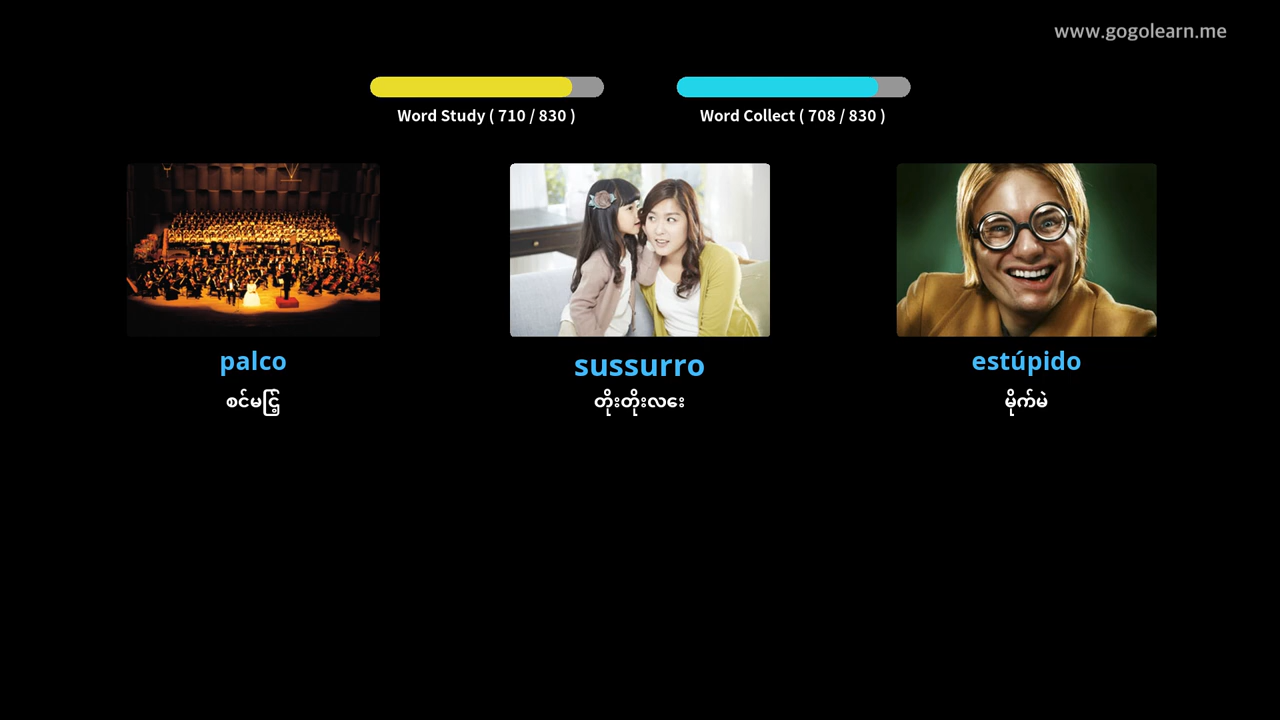 www.gogolearn.me
Word Study ( 710 / 830 )
Word Collect ( 708 / 830 )
palco
sussurro
estúpido
စင်မြင့်
တိုးတိုးလေး
မိုက်မဲ